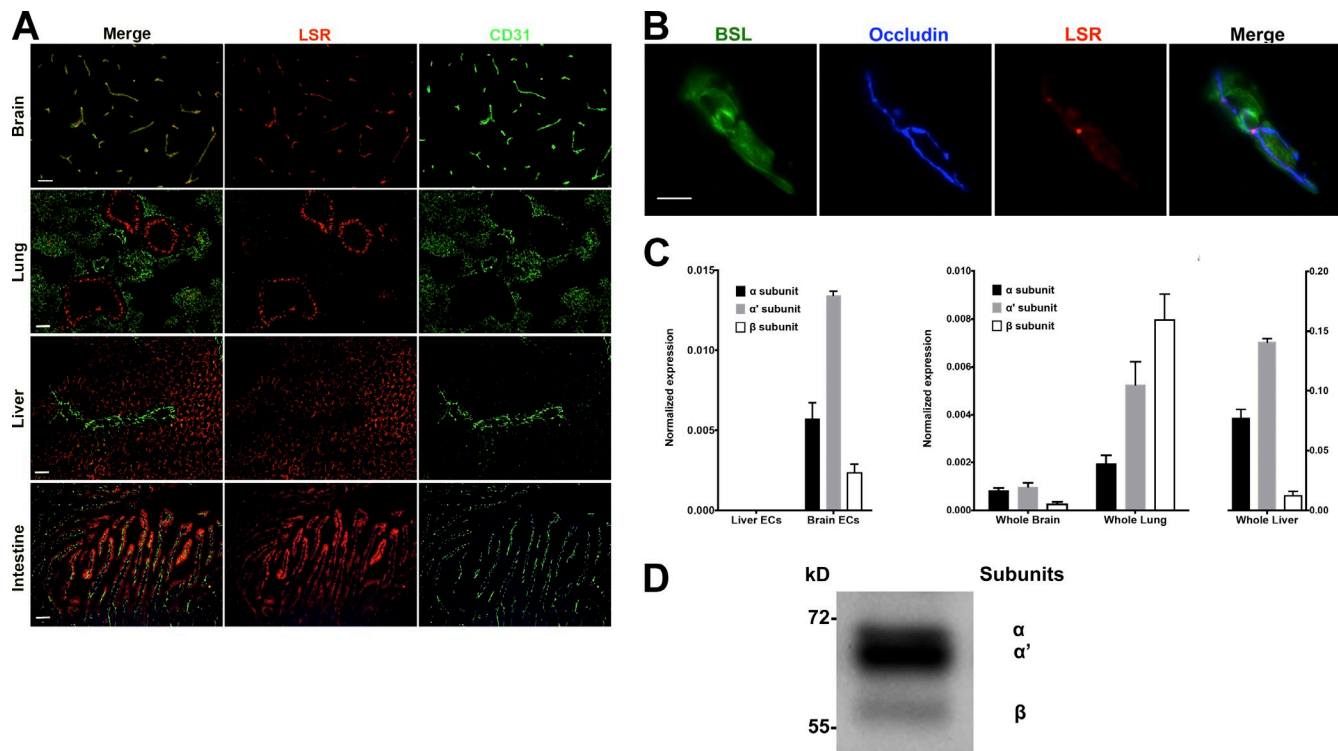 A
Merge LSR CD31
Brain
Lung
Liver
Intestine
B
BSL Occludin LSR Merge
C
Normalized expression
0.015
0.010
0.005
0.000
α subunit
α' subunit
β subunit
Liver ECs Brain ECs
Normalized expression
0.010
0.008
0.006
0.004
0.002
0.000
α subunit
α' subunit
β subunit
Whole Brain Whole Lung Whole Liver
0.20
0.15
0.10
0.05
0.00
D
kD Subunits
72-
α
α'
β
55-